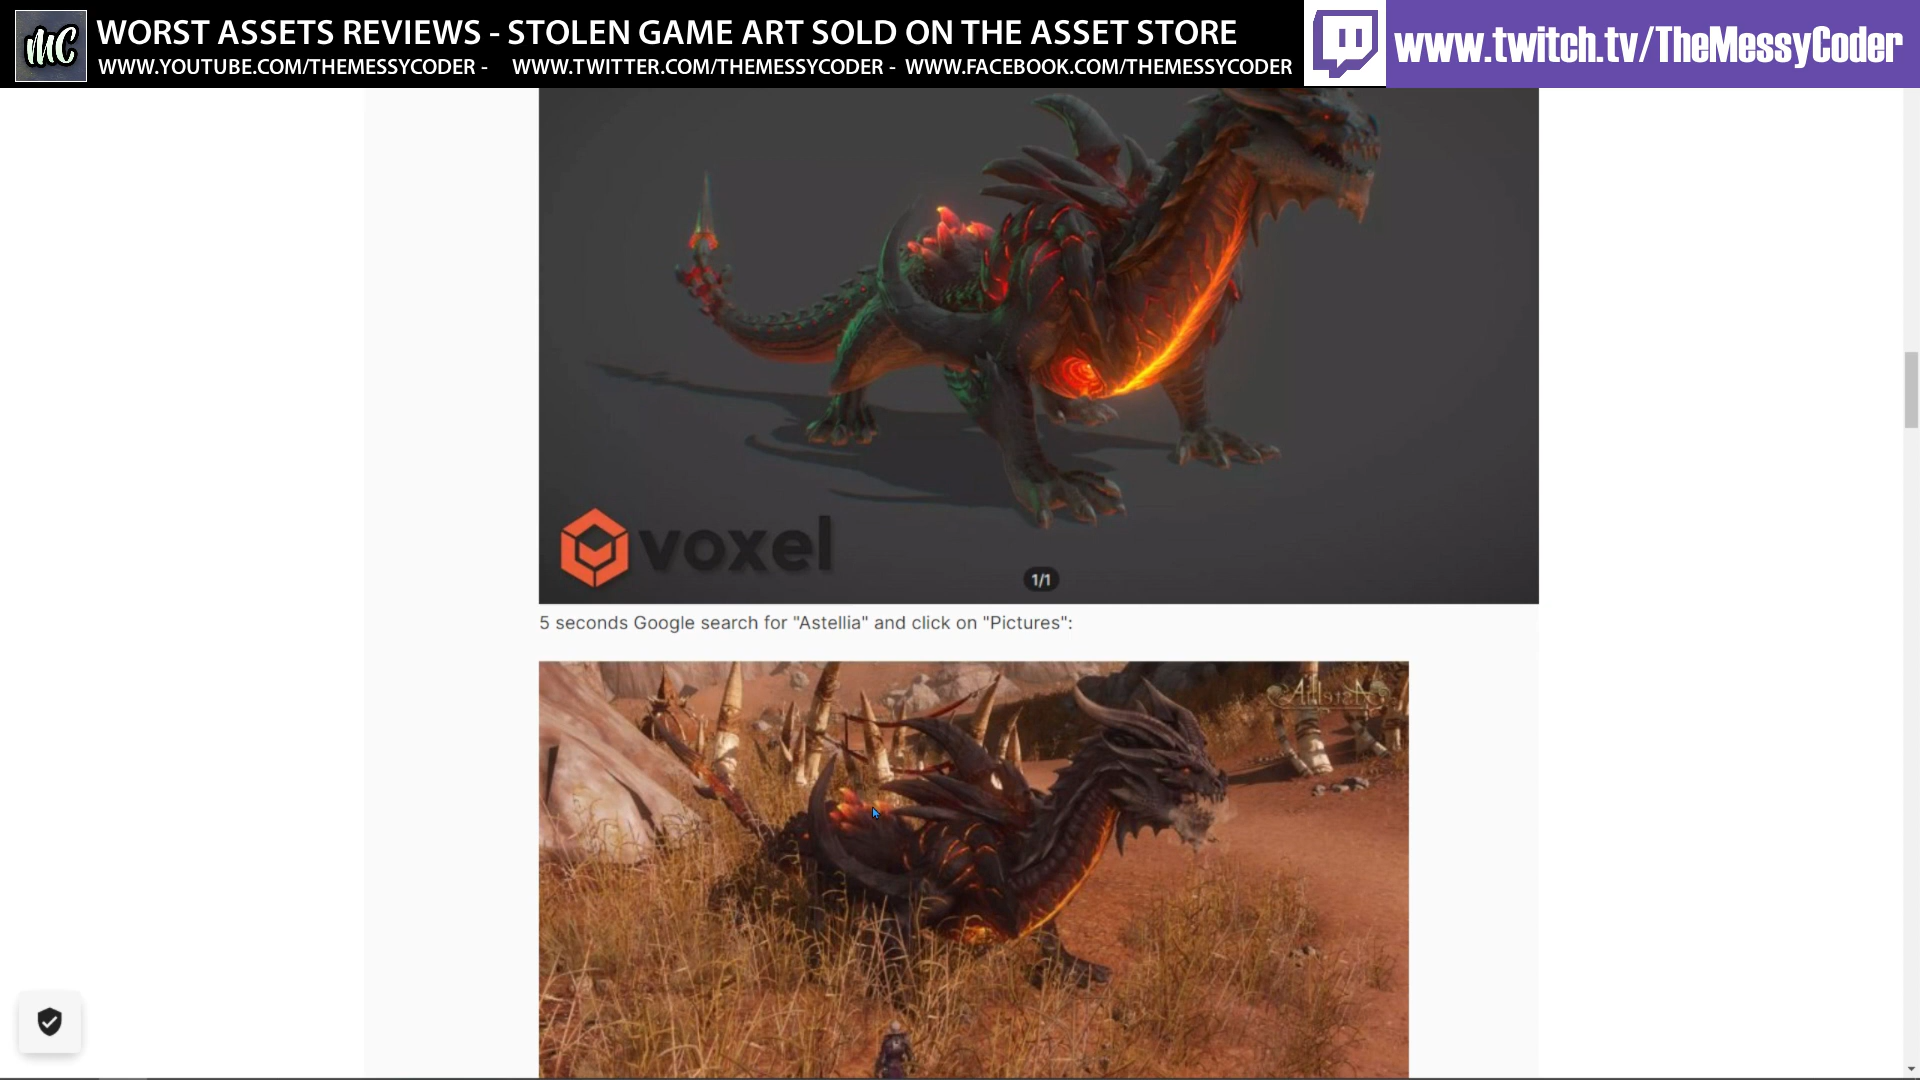 MC
WORST ASSETS REVIEWS - STOLEN GAME ART SOLD ON THE ASSET STORE
WWW.YOUTUBE.COM/THEMESSYCODER - WWW.TWITTER.COM/THEMESSYCODER - WWW.FACEBOOK.COM/THEMESSYCODER
www.twitch.tv/TheMessyCoder
voxel
1/1
5 seconds Google search for "Astellia" and click on "Pictures":
Astellia